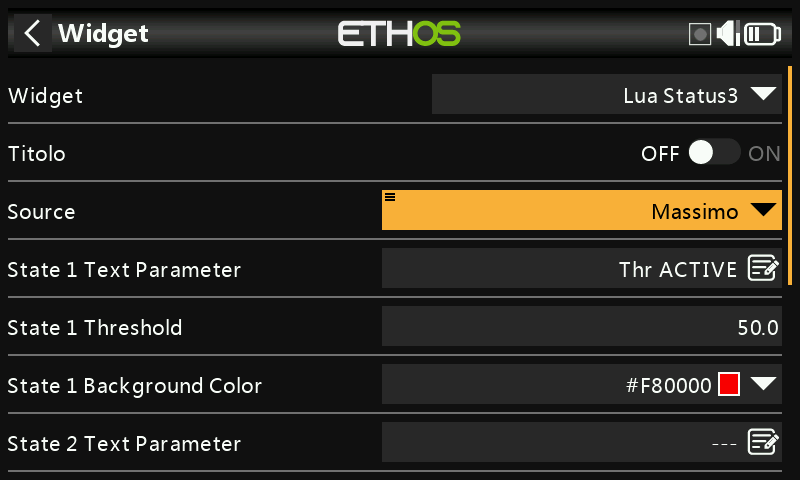 Widget
ETHOS
Widget
Lua Status3
Titolo
OFF ON
Source
Massimo
State 1 Text Parameter
Thr ACTIVE
State 1 Threshold
50.0
State 1 Background Color
#F80000
State 2 Text Parameter
---